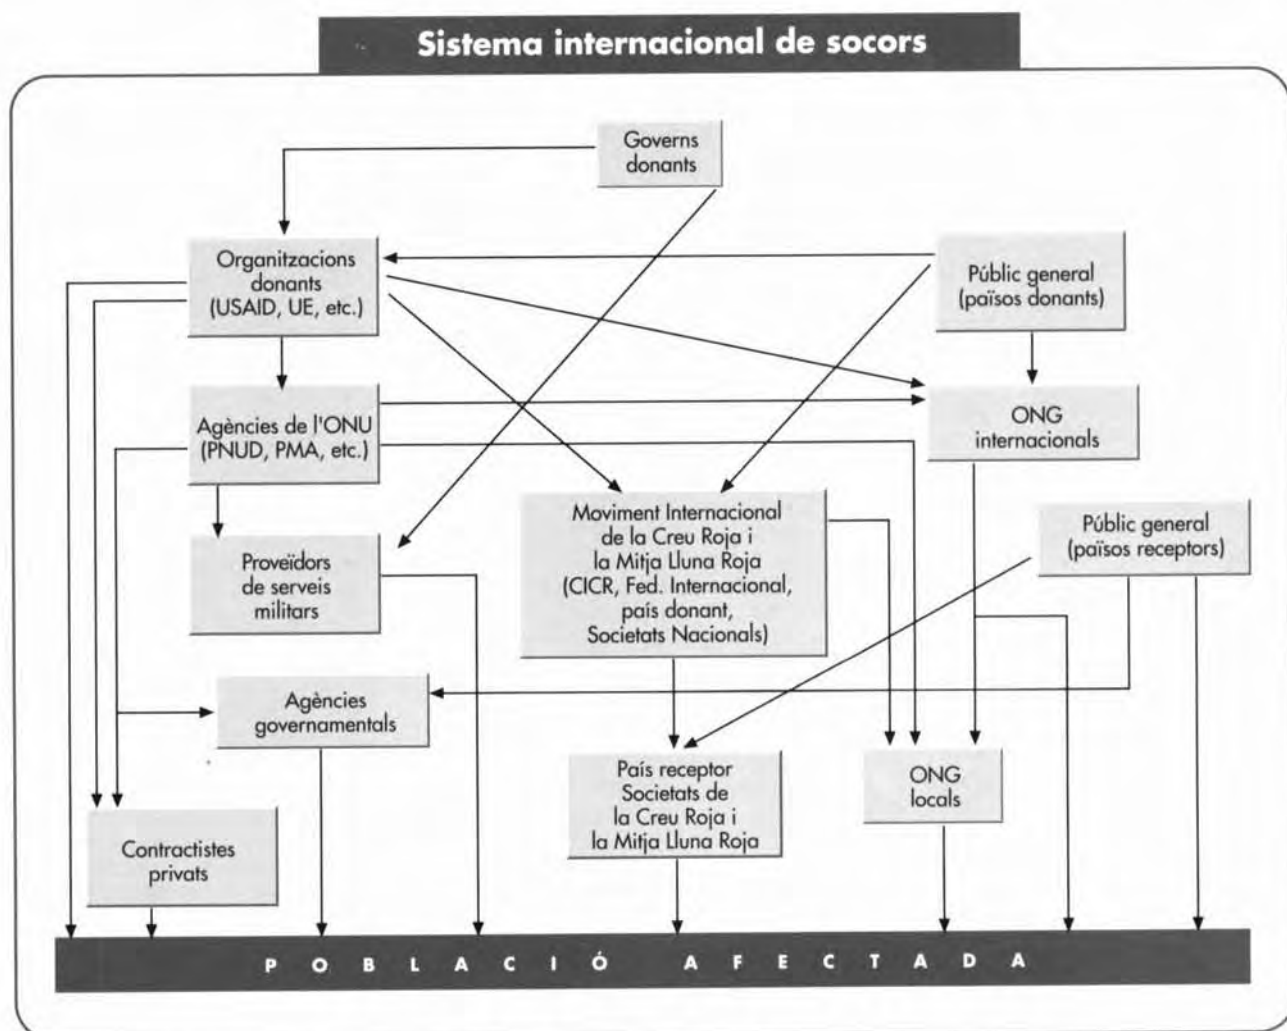 Sistema internacional de socors
Governs
donants
Organitzacions
donants
(USAID, UE, etc.)
Públic general
(països donants)
Agències de l'ONU
(PNUD, PMA, etc.)
ONG
internacionals
Moviment Internacional
de la Creu Roja i
la Mitja Lluna Roja
(CICR, Fed. Internacional,
país donant,
Societats Nacionals)
Públic general
(països receptors)
Proveïdors
de serveis
militars
Agències
governamentals
País receptor
Societats de
la Creu Roja i
la Mitja Lluna Roja
ONG
locals
Contractistes
privats
POBLACIÓ AFECTADA